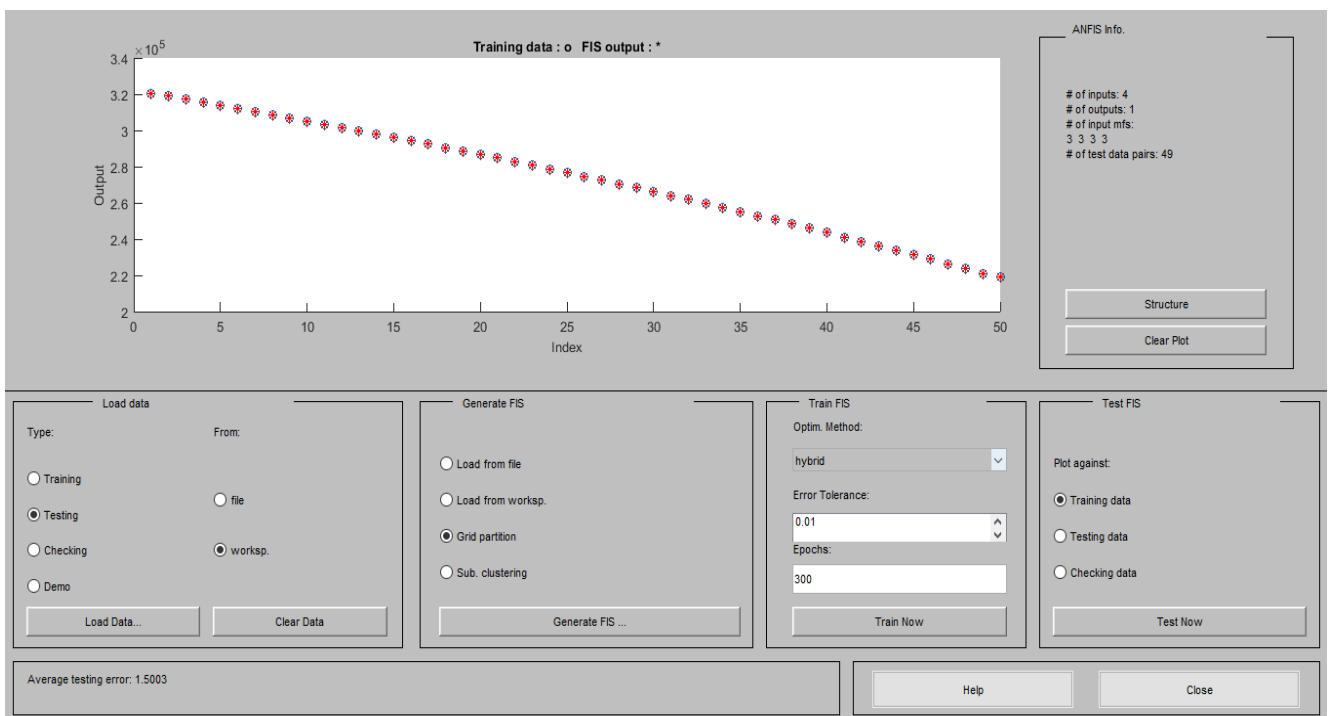 Training data : o FIS output : *
×10^5
3.4
3.2
3
2.8
2.6
2.4
2.2
2
Output
0 5 10 15 20 25 30 35 40 45 50
Index
ANFIS Info.
# of inputs: 4
# of outputs: 1
# of input mfs:
3 3 3 3
# of test data pairs: 49
Structure
Clear Plot
Load data
Type: From:
Training
file
Testing
Checking
worksp.
Demo
Load Data...
Clear Data
Generate FIS
Load from file
Load from worksp.
Grid partition
Sub. clustering
Generate FIS ...
Train FIS
Optim. Method:
hybrid
Error Tolerance:
0.01
Epochs:
300
Train Now
Test FIS
Plot against:
Training data
Testing data
Checking data
Test Now
Average testing error: 1.5003
Help
Close